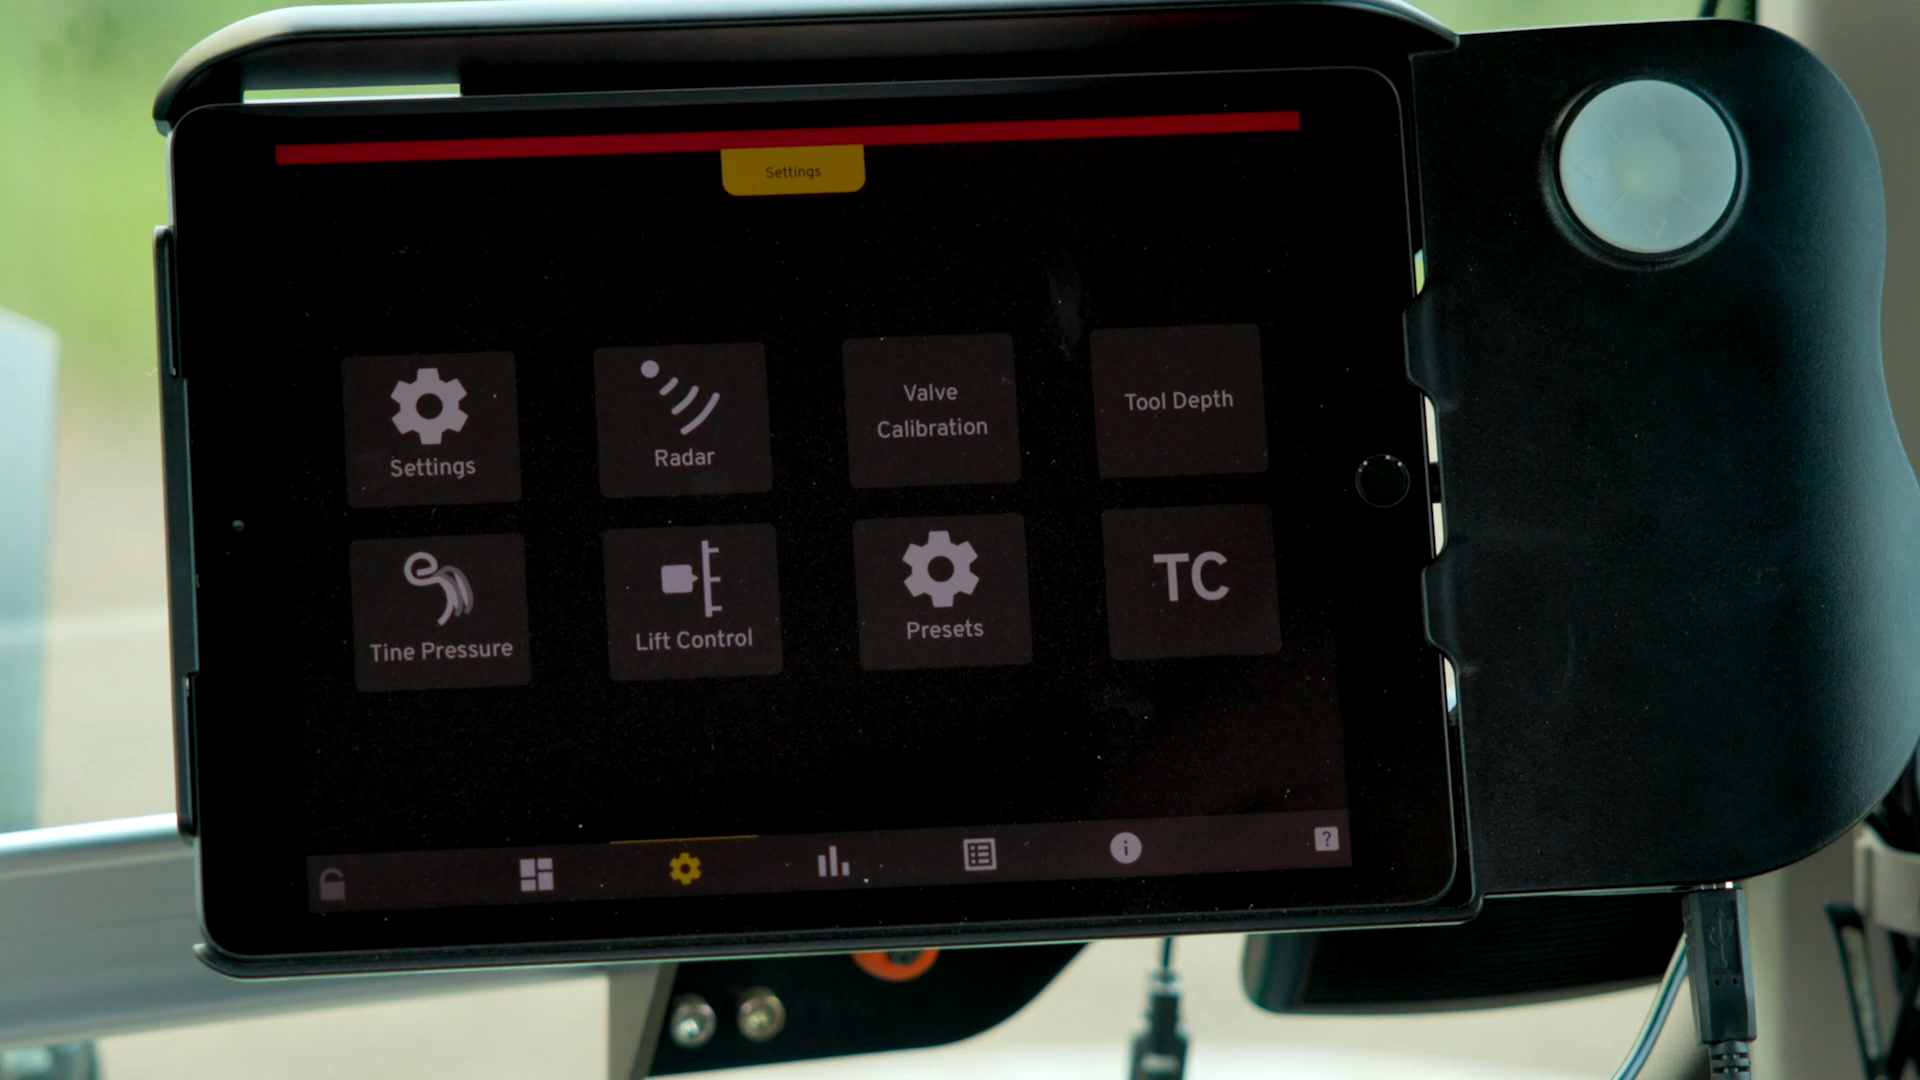 Settings
Settings
Radar
Valve
Calibration
Tool Depth
Tine Pressure
Lift Control
Presets
TC
?